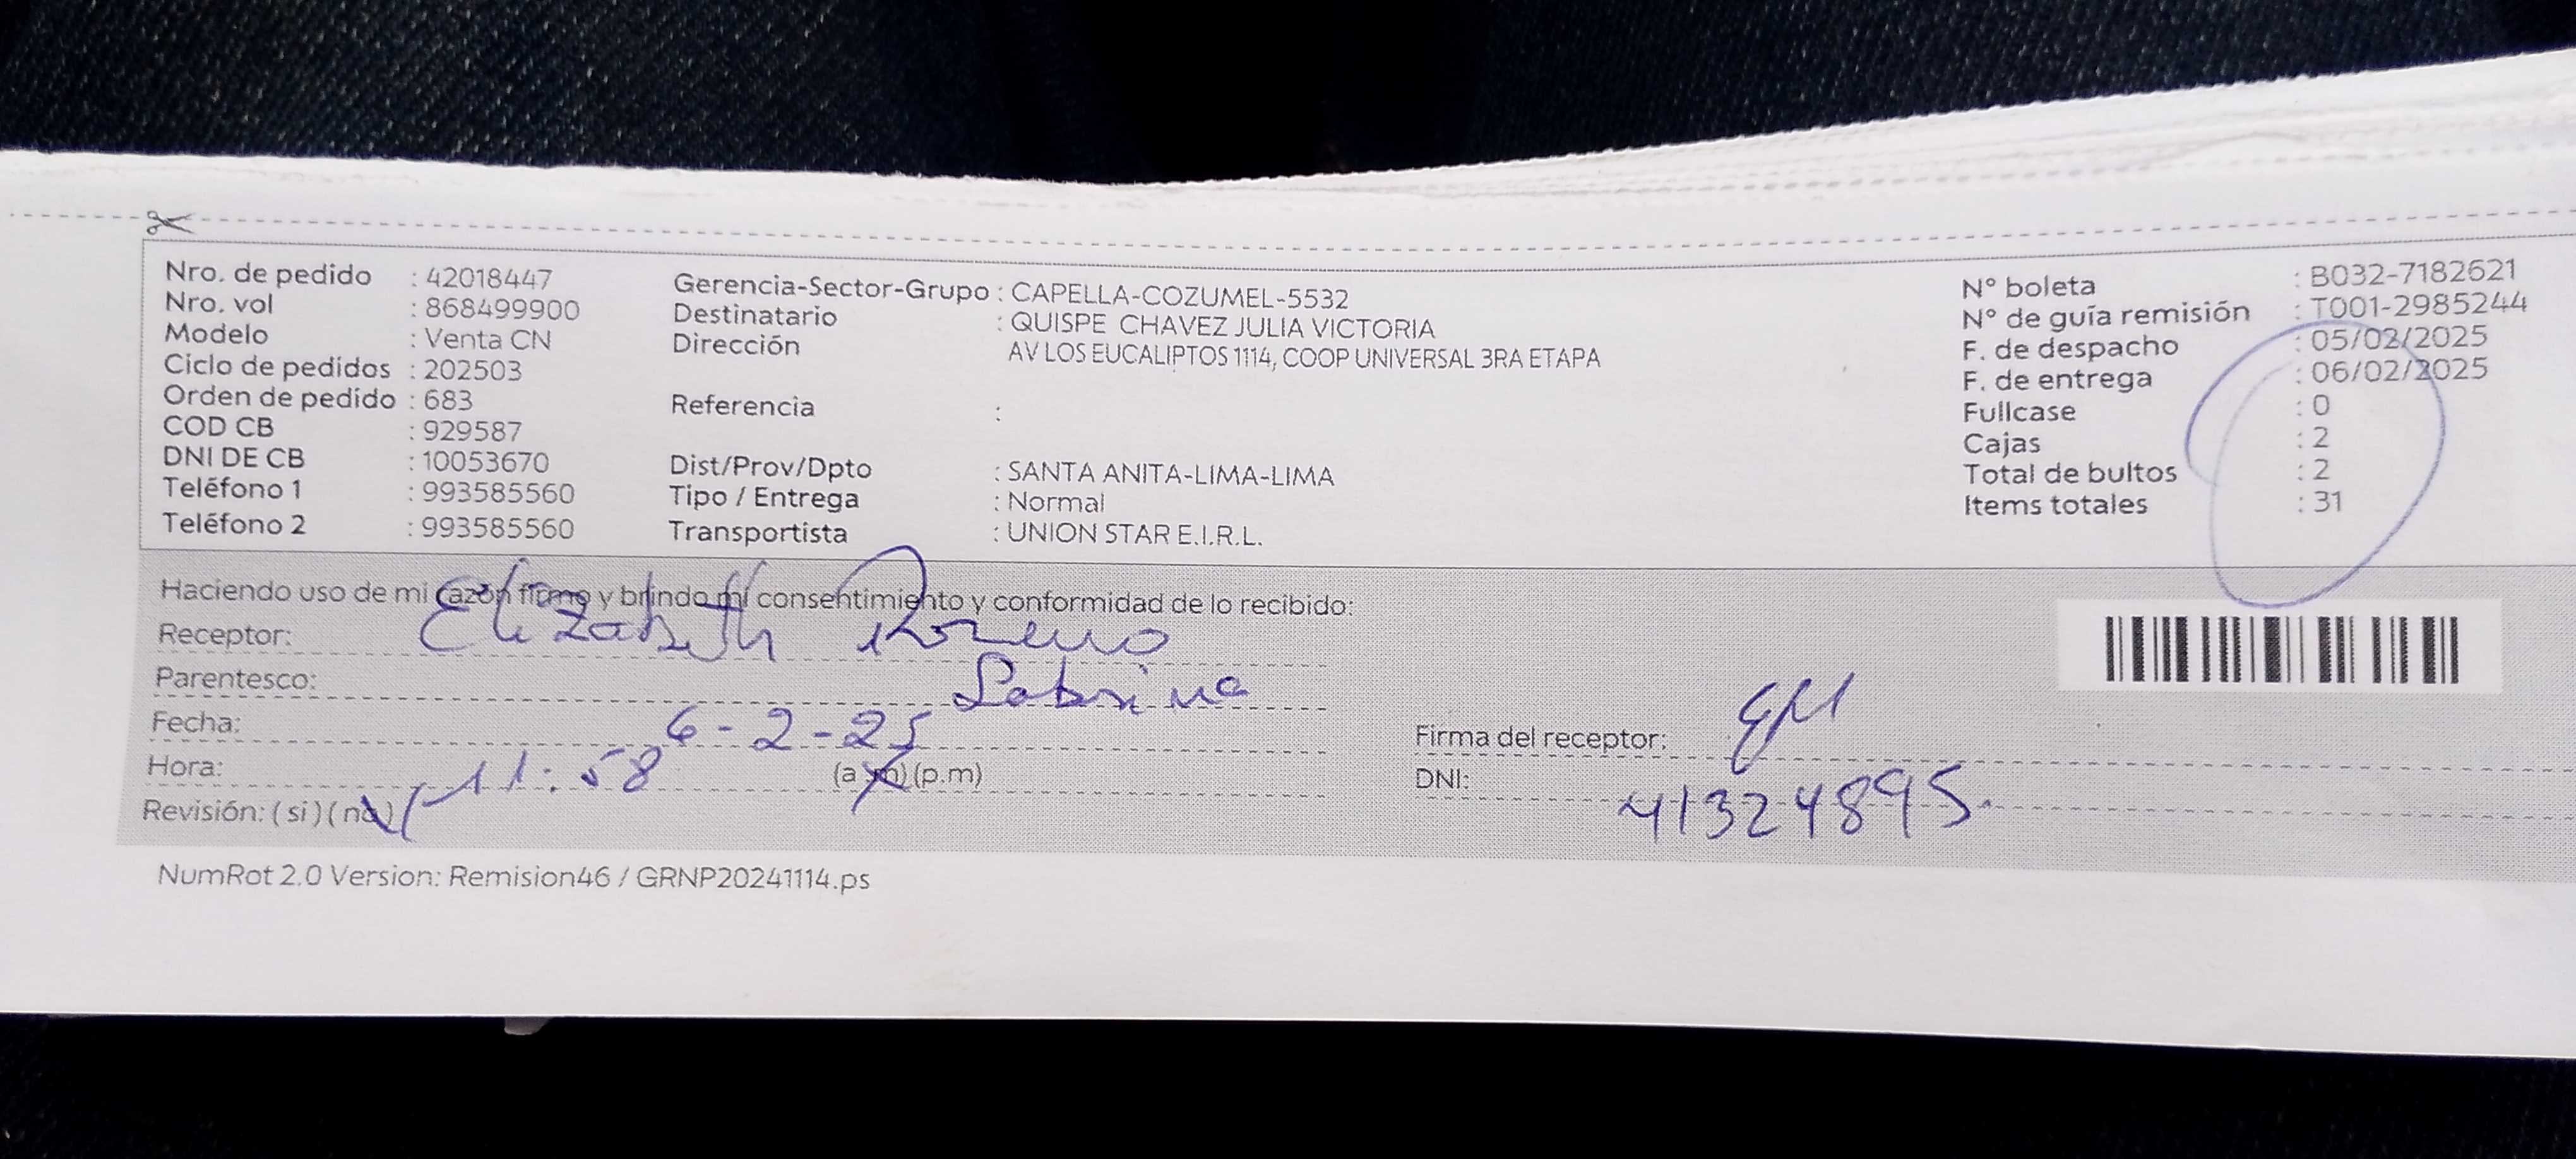 Nro. de pedido : 42018447
Nro. vol : 868499900
Modelo : Venta CN
Ciclo de pedidos : 202503
Orden de pedido : 683
COD CB : 929587
DNI DE CB : 10053670
Teléfono 1 : 993585560
Teléfono 2 : 993585560
Gerencia-Sector-Grupo : CAPELLA-COZUMEL-5532
Destinatario : QUISPE CHAVEZ JULIA VICTORIA
Dirección AV LOS EUCALIPTOS 1114, COOP UNIVERSAL 3RA ETAPA
Referencia :
Dist/Prov/Dpto : SANTA ANITA-LIMA-LIMA
Tipo / Entrega : Normal
Transportista : UNION STAR E.I.R.L.
N° boleta : B032-7182621
N° de guía remisión : T001-2985244
F. de despacho : 05/02/2025
F. de entrega : 06/02/2025
Fullcase : 0
Cajas : 2
Total de bultos : 2
Items totales : 31
Haciendo uso de mi razón firmo y brindo mi consentimiento y conformidad de lo recibido:
Receptor: Elizabeth
Parentesco: Sobrina
Fecha: 6-2-25
Hora: 11:58 (a.m) (p.m)
Revisión: ( si ) ( no )
Firma del receptor:
DNI: 41324895.
NumRot 2.0 Version: Remision46 / GRNP20241114.ps